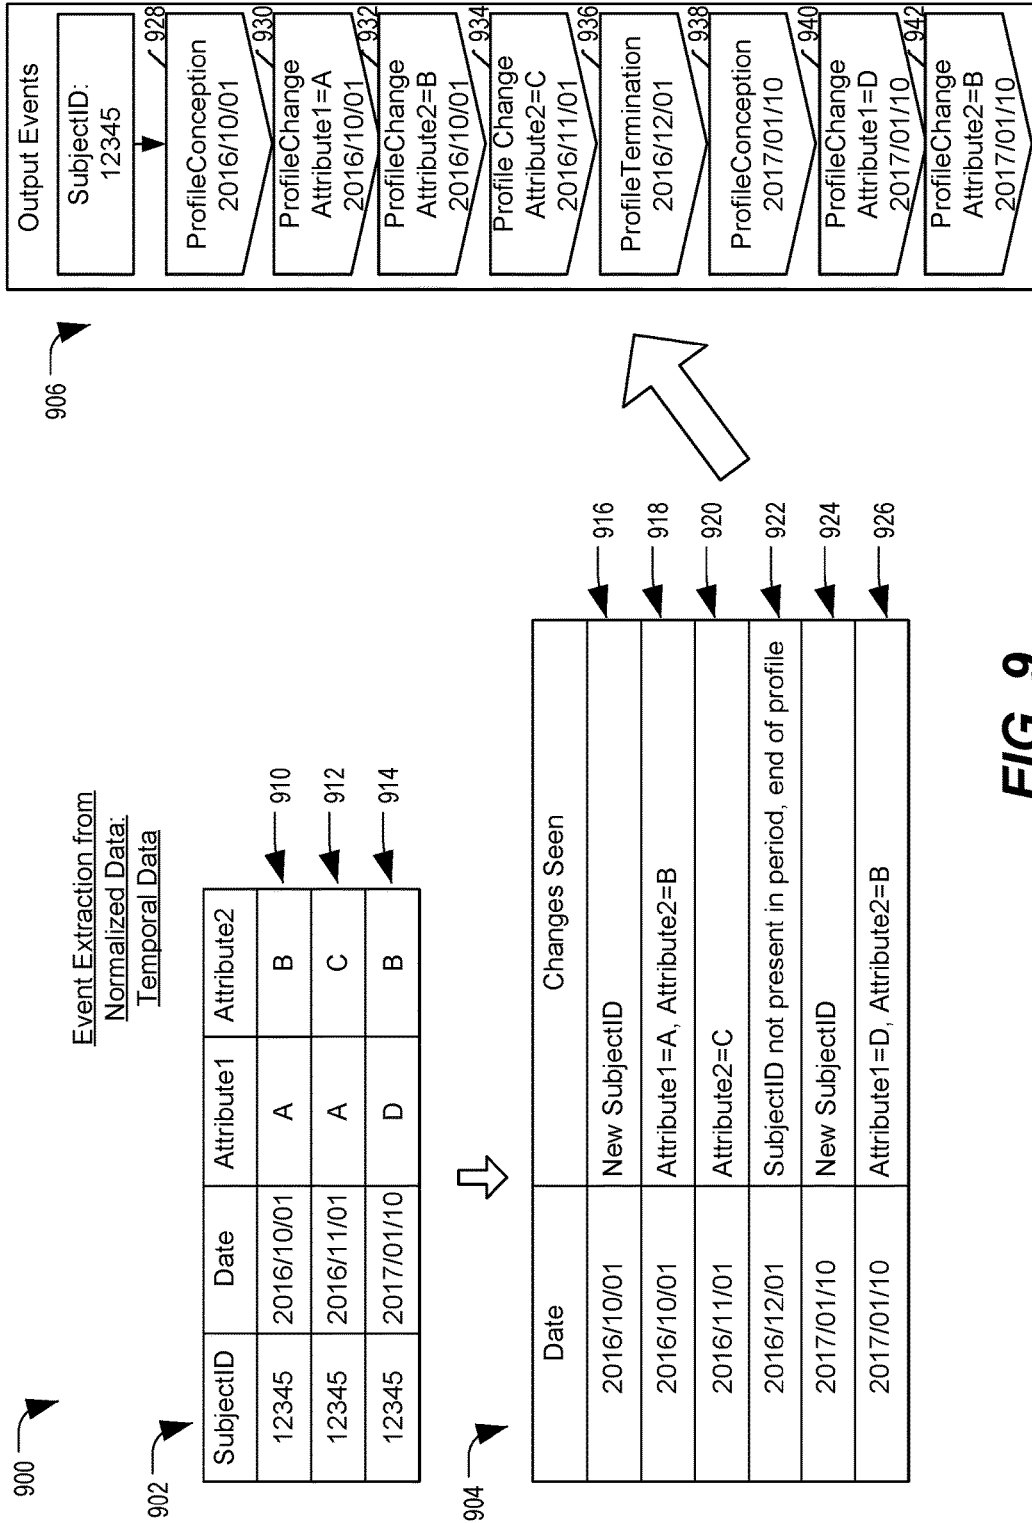 900
Event Extraction from
Normalized Data:
Temporal Data
902
SubjectID Date Attribute1 Attribute2
12345 2016/10/01 A B 910
12345 2016/11/01 A C 912
12345 2017/01/10 D B 914
904
Date Changes Seen
2016/10/01 New SubjectID 916
2016/10/01 Attribute1=A, Attribute2=B 918
2016/11/01 Attribute2=C 920
2016/12/01 SubjectID not present in period, end of profile 922
2017/01/10 New SubjectID 924
2017/01/10 Attribute1=D, Attribute2=B 926
906
Output Events
SubjectID:
12345
928
ProfileConception
2016/10/01
930
ProfileChange
Attribute1=A
2016/10/01
932
ProfileChange
Attribute2=B
2016/10/01
934
Profile Change
Attribute2=C
2016/11/01
936
ProfileTermination
2016/12/01
938
ProfileConception
2017/01/10
940
ProfileChange
Attribute1=D
2017/01/10
942
ProfileChange
Attribute2=B
2017/01/10
FIG. 9